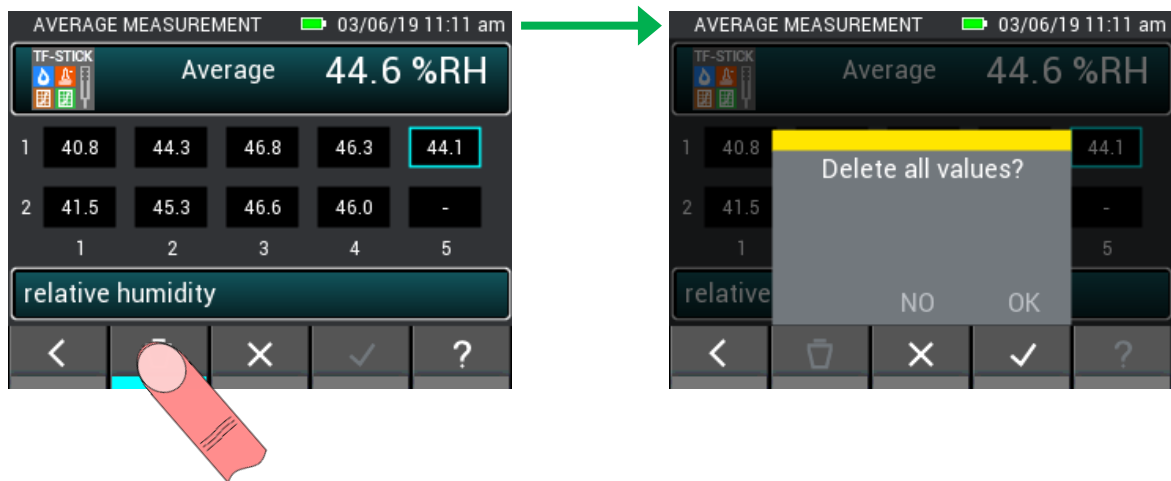 AVERAGE MEASUREMENT 03/06/19 11:11 am
TF-STICK
Average 44.6 %RH
1 40.8 44.3 46.8 46.3 44.1
2 41.5 45.3 46.6 46.0 -
1 2 3 4 5
relative humidity
?
AVERAGE MEASUREMENT 03/06/19 11:11 am
TF-STICK
Average 44.6 %RH
1 40.8 44.1
Delete all values?
2 41.5 -
1 5
relative
NO OK
?